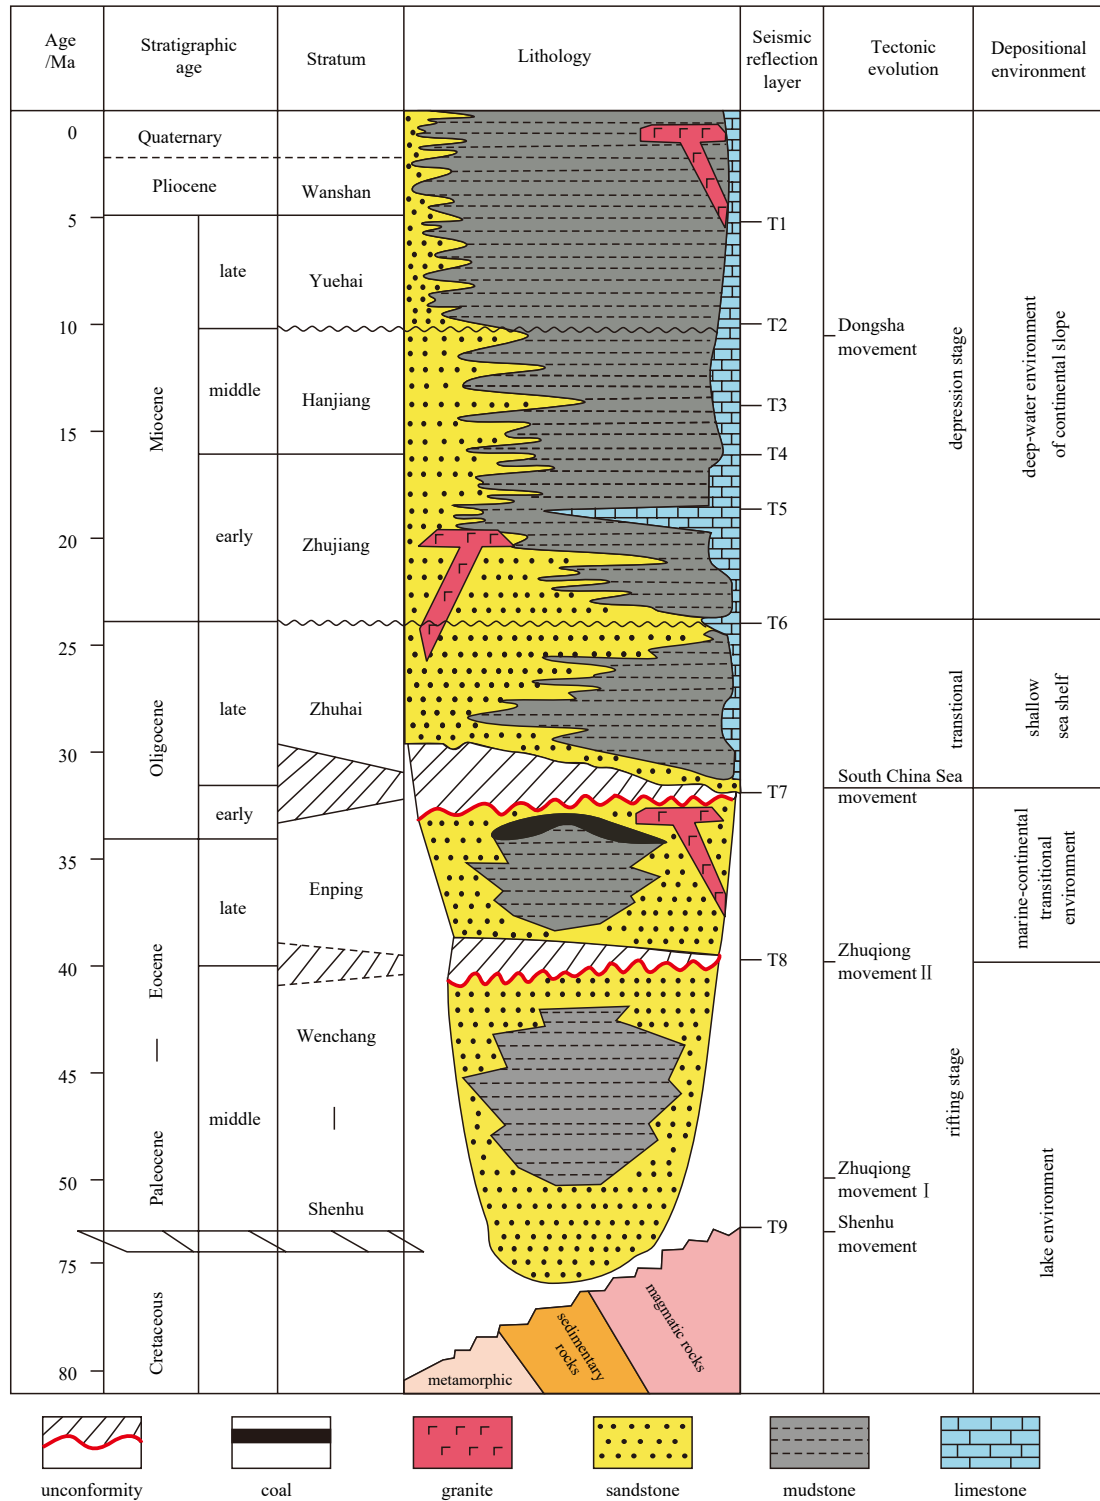 Age
/Ma
Stratigraphic
age
Stratum
Lithology
Seismic
reflection
layer
Tectonic
evolution
Depositional
environment
0
5
10
15
20
25
30
35
40
45
50
75
80
Quaternary
Pliocene
Miocene
late
middle
early
Oligocene
late
early
Eocene
—
Paleocene
late
middle
Cretaceous
Wanshan
Yuehai
Hanjiang
Zhujiang
Zhuhai
Enping
Wenchang
—
Shenhu
metamorphic
sedimentary
rocks
magmatic rocks
T1
T2
T3
T4
T5
T6
T7
T8
T9
Dongsha
movement
depression stage
transtional
South China Sea
movement
Zhuqiong
movement II
rifting stage
Zhuqiong
movement I
Shenhu
movement
deep-water environment
of continental slope
shallow
sea shelf
marine-continental
transitional
environment
lake environment
unconformity
coal
granite
sandstone
mudstone
limestone